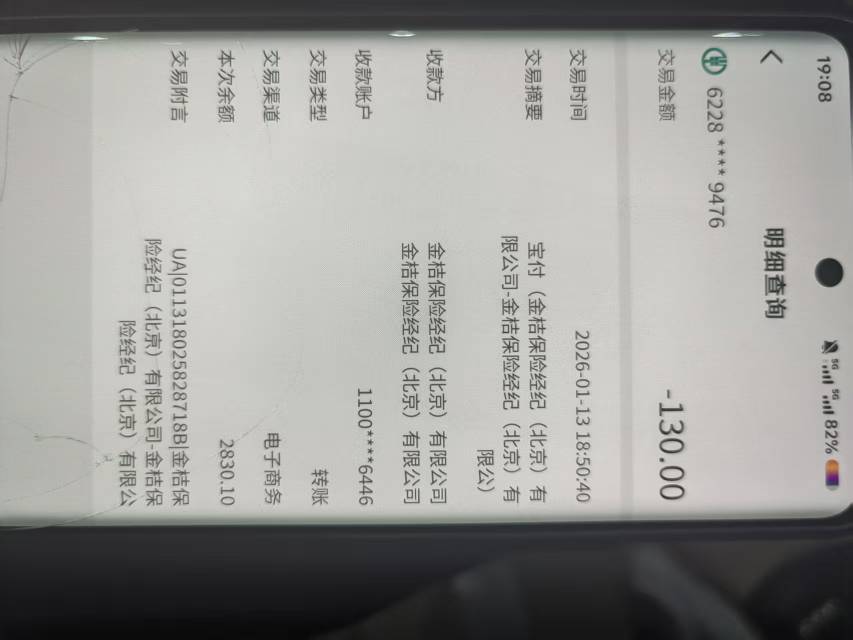 19:08
5G 5G 82%
明细查询
6228 **** 9476
交易金额 -130.00
交易时间 2026-01-13 18:50:40
交易摘要 宝付（金桔保险经纪（北京）有
限公司-金桔保险经纪（北京）有
限公）
收款方 金桔保险经纪（北京）有限公司
金桔保险经纪（北京）有限公司
收款账户 1100****6446
交易类型 转账
交易渠道 电子商务
本次余额 2830.10
交易附言 UA|011318025828718B|金桔保
险经纪（北京）有限公司-金桔保
险经纪（北京）有限公